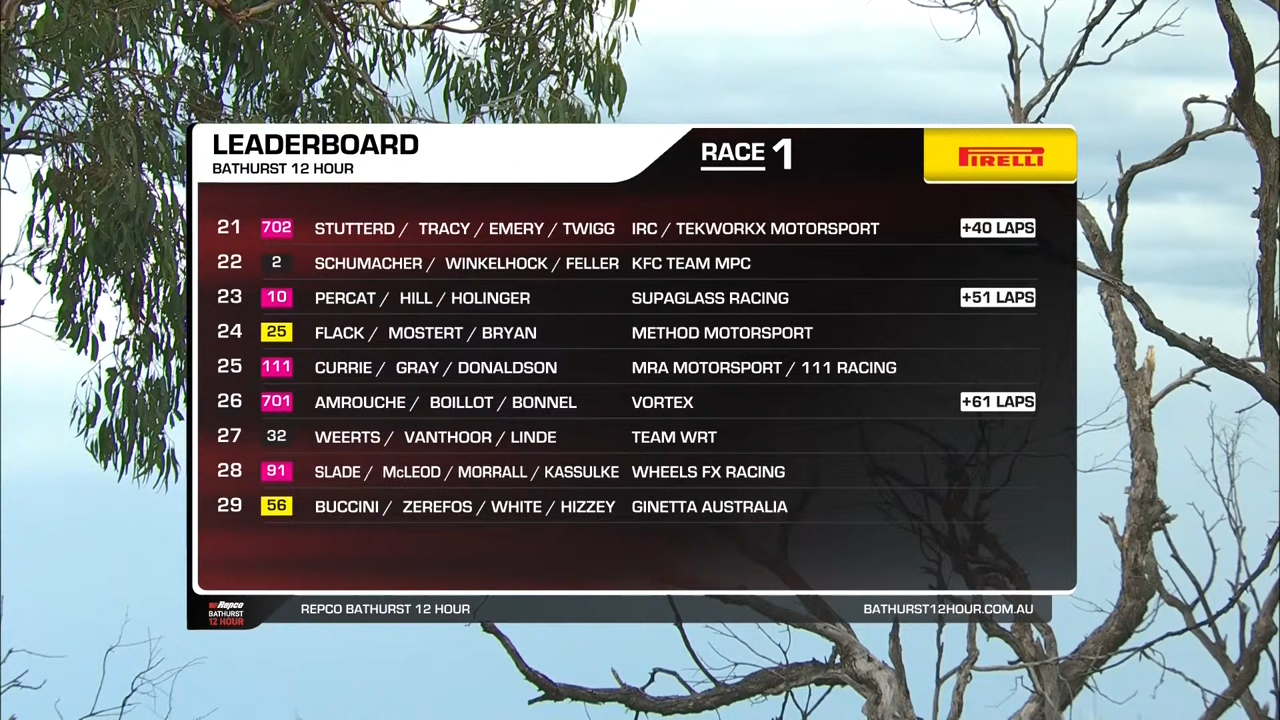 LEADERBOARD
BATHURST 12 HOUR
RACE 1
PIRELLI
21 702 STUTTERD / TRACY / EMERY / TWIGG IRC / TEKWORKX MOTORSPORT +40 LAPS
22 2 SCHUMACHER / WINKELHOCK / FELLER KFC TEAM MPC
23 10 PERCAT / HILL / HOLINGER SUPAGLASS RACING +51 LAPS
24 25 FLACK / MOSTERT / BRYAN METHOD MOTORSPORT
25 111 CURRIE / GRAY / DONALDSON MRA MOTORSPORT / 111 RACING
26 701 AMROUCHE / BOILLOT / BONNEL VORTEX +61 LAPS
27 32 WEERTS / VANTHOOR / LINDE TEAM WRT
28 91 SLADE / McLEOD / MORRALL / KASSULKE WHEELS FX RACING
29 56 BUCCINI / ZEREFOS / WHITE / HIZZEY GINETTA AUSTRALIA
Repco
BATHURST
12 HOUR
REPCO BATHURST 12 HOUR
BATHURST12HOUR.COM.AU